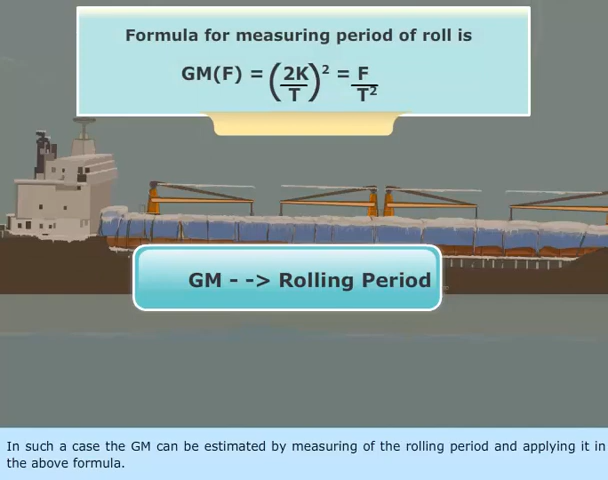 Formula for measuring period of roll is
GM(F) = (2K/T)² = F/T²
GM - -> Rolling Period
In such a case the GM can be estimated by measuring of the rolling period and applying it in
the above formula.